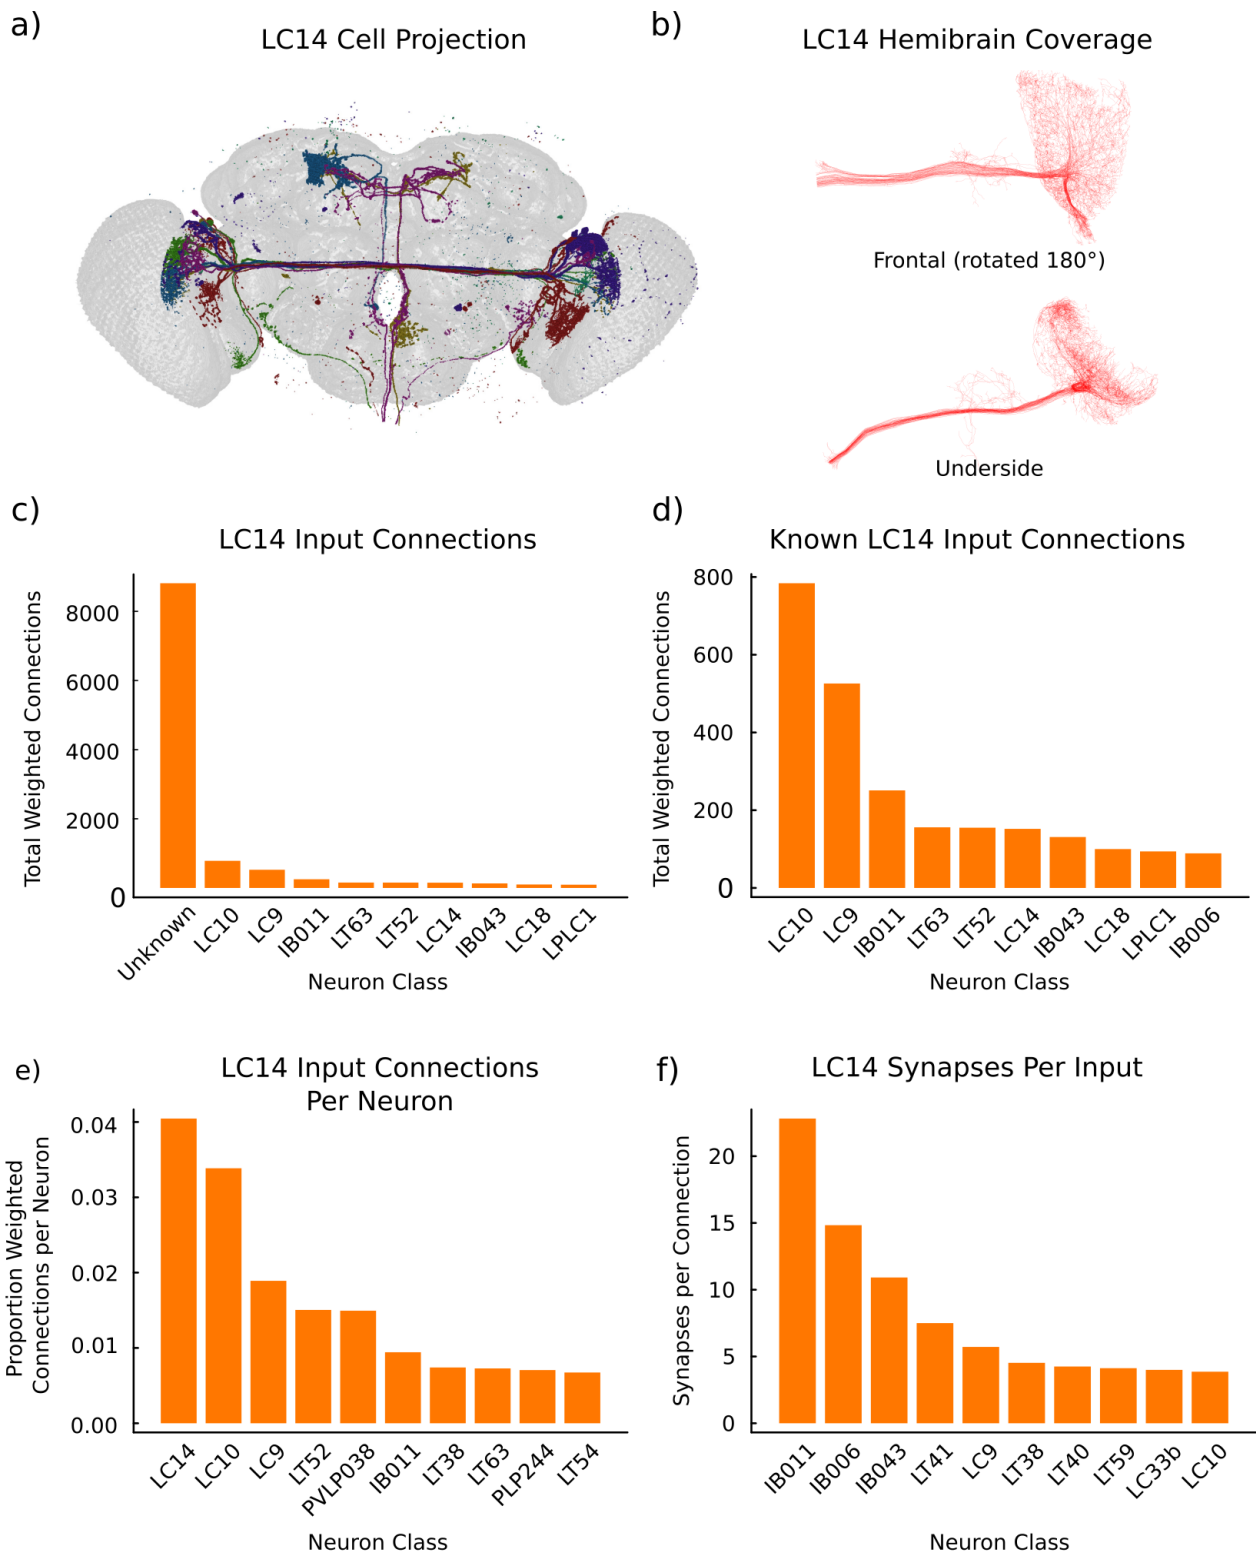 a)
LC14 Cell Projection
b)
LC14 Hemibrain Coverage
Frontal (rotated 180°)
Underside
c)
LC14 Input Connections
Total Weighted Connections
8000
6000
4000
2000
0
Unknown
LC10
LC9
IB011
LT63
LT52
LC14
IB043
LC18
LPLC1
Neuron Class
d)
Known LC14 Input Connections
Total Weighted Connections
800
600
400
200
0
LC10
LC9
IB011
LT63
LT52
LC14
IB043
LC18
LPLC1
IB006
Neuron Class
e)
LC14 Input Connections
Per Neuron
Proportion Weighted
Connections per Neuron
0.04
0.03
0.02
0.01
0.00
LC14
LC10
LC9
LT52
PVLP038
IB011
LT38
LT63
PLP244
LT54
Neuron Class
f)
LC14 Synapses Per Input
Synapses per Connection
20
15
10
5
0
IB011
IB006
IB043
LT41
LC9
LT38
LT40
LT59
LC33b
LC10
Neuron Class